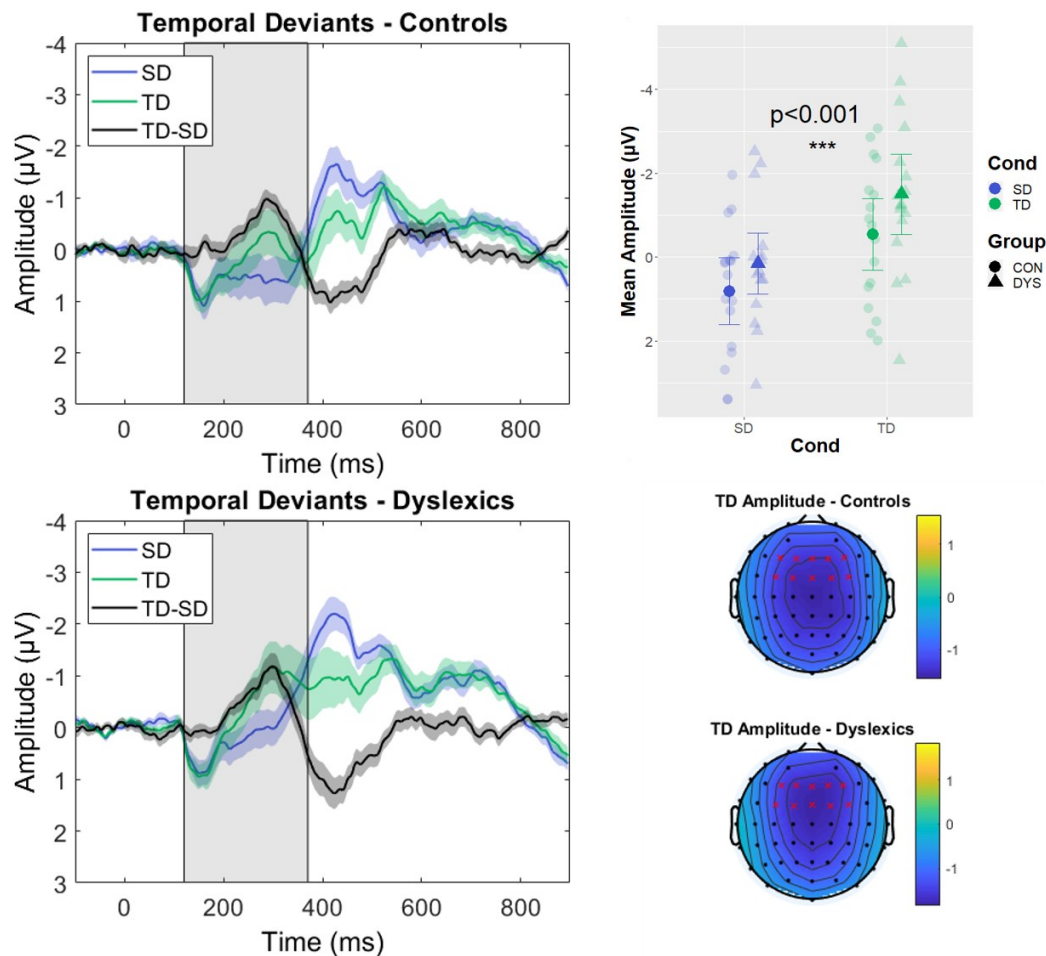 Temporal Deviants - Controls
SD
TD
TD-SD
-4
-3
-2
-1
0
1
2
3
Amplitude (µV)
0
200
400
600
800
Time (ms)
p<0.001
***
-4
-2
0
2
Mean Amplitude (µV)
SD
TD
Cond
Cond
SD
TD
Group
CON
DYS
Temporal Deviants - Dyslexics
SD
TD
TD-SD
-4
-3
-2
-1
0
1
2
3
Amplitude (µV)
0
200
400
600
800
Time (ms)
TD Amplitude - Controls
1
0
-1
TD Amplitude - Dyslexics
1
0
-1